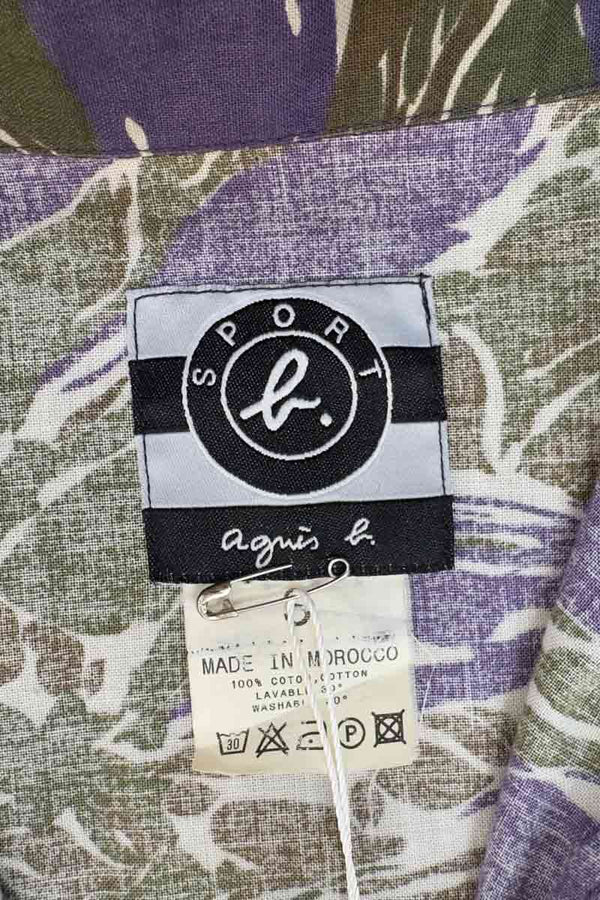 SPORT
b.
agnès b.
MADE IN MOROCCO
100% COTON, COTTON
LAVABLE 30°
WASHABLE 30°
30 P